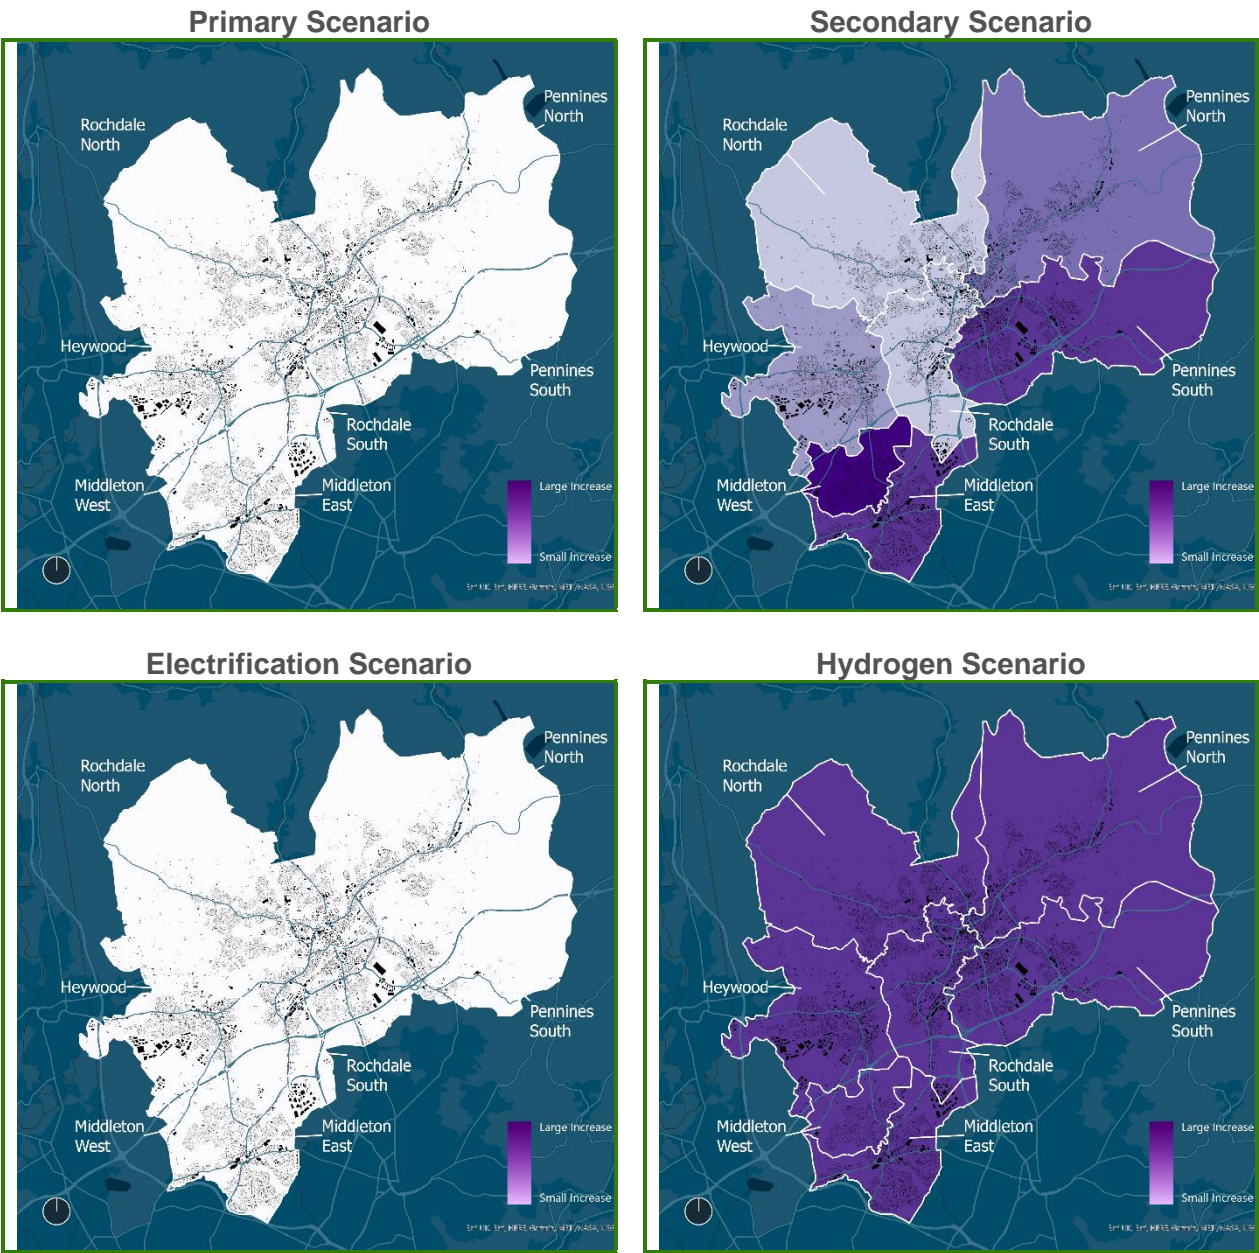 Primary Scenario
Rochdale
North
Pennines
North
Heywood
Pennines
South
Rochdale
South
Middleton
West
Middleton
East
Large Increase
Small Increase
Secondary Scenario
Rochdale
North
Pennines
North
Heywood
Pennines
South
Rochdale
South
Middleton
West
Middleton
East
Large Increase
Small Increase
Electrification Scenario
Rochdale
North
Pennines
North
Heywood
Pennines
South
Rochdale
South
Middleton
West
Middleton
East
Large Increase
Small Increase
Hydrogen Scenario
Rochdale
North
Pennines
North
Heywood
Pennines
South
Rochdale
South
Middleton
West
Middleton
East
Large Increase
Small Increase